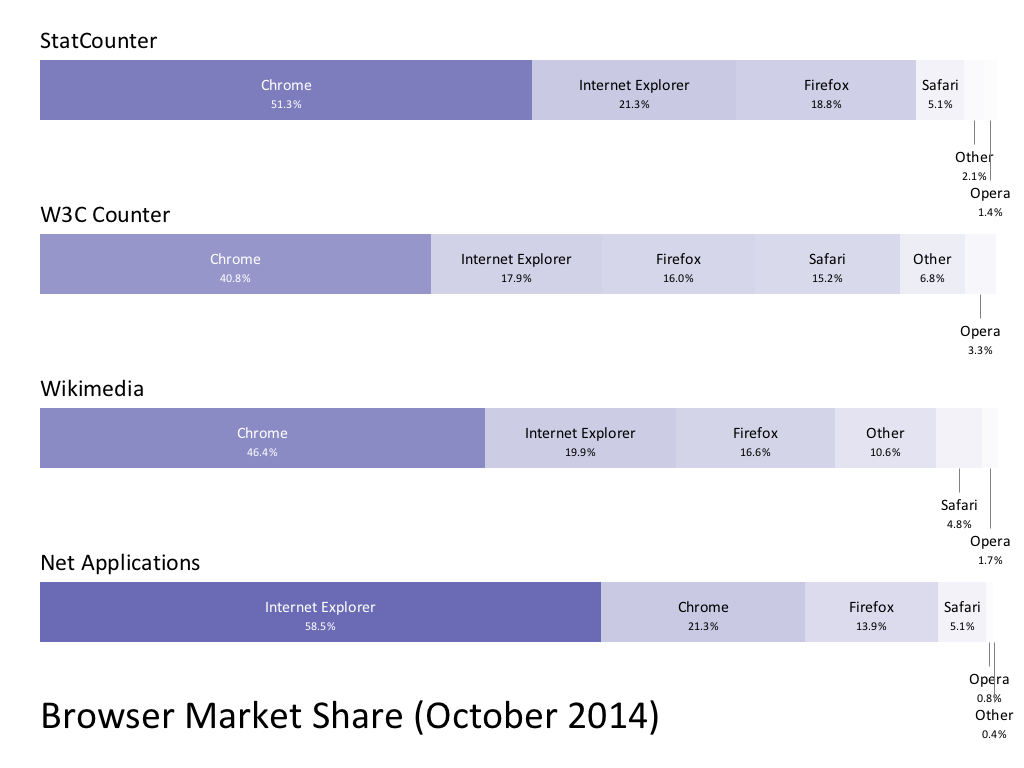 StatCounter
Chrome
51.3%
Internet Explorer
21.3%
Firefox
18.8%
Safari
5.1%
Other
2.1%
Opera
1.4%
W3C Counter
Chrome
40.8%
Internet Explorer
17.9%
Firefox
16.0%
Safari
15.2%
Other
6.8%
Opera
3.3%
Wikimedia
Chrome
46.4%
Internet Explorer
19.9%
Firefox
16.6%
Other
10.6%
Safari
4.8%
Opera
1.7%
Net Applications
Internet Explorer
58.5%
Chrome
21.3%
Firefox
13.9%
Safari
5.1%
Opera
0.8%
Other
0.4%
Browser Market Share (October 2014)